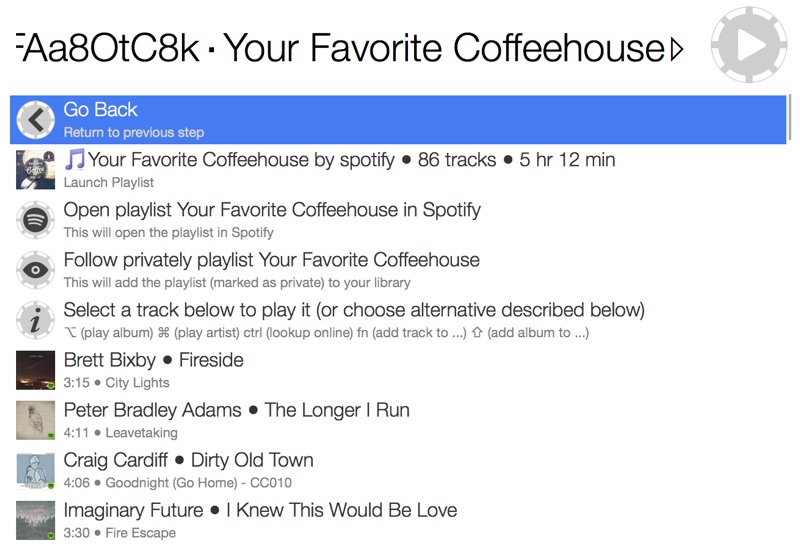 FAa8OtC8k · Your Favorite Coffeehouse▷
Go Back
Return to previous step
🎵Your Favorite Coffeehouse by spotify ● 86 tracks ● 5 hr 12 min
Launch Playlist
Open playlist Your Favorite Coffeehouse in Spotify
This will open the playlist in Spotify
Follow privately playlist Your Favorite Coffeehouse
This will add the playlist (marked as private) to your library
Select a track below to play it (or choose alternative described below)
⌥ (play album) ⌘ (play artist) ctrl (lookup online) fn (add track to ...) ⇧ (add album to ...)
Brett Bixby ● Fireside
3:15 ● City Lights
Peter Bradley Adams ● The Longer I Run
4:11 ● Leavetaking
Craig Cardiff ● Dirty Old Town
4:06 ● Goodnight (Go Home) - CC010
Imaginary Future ● I Knew This Would Be Love
3:30 ● Fire Escape